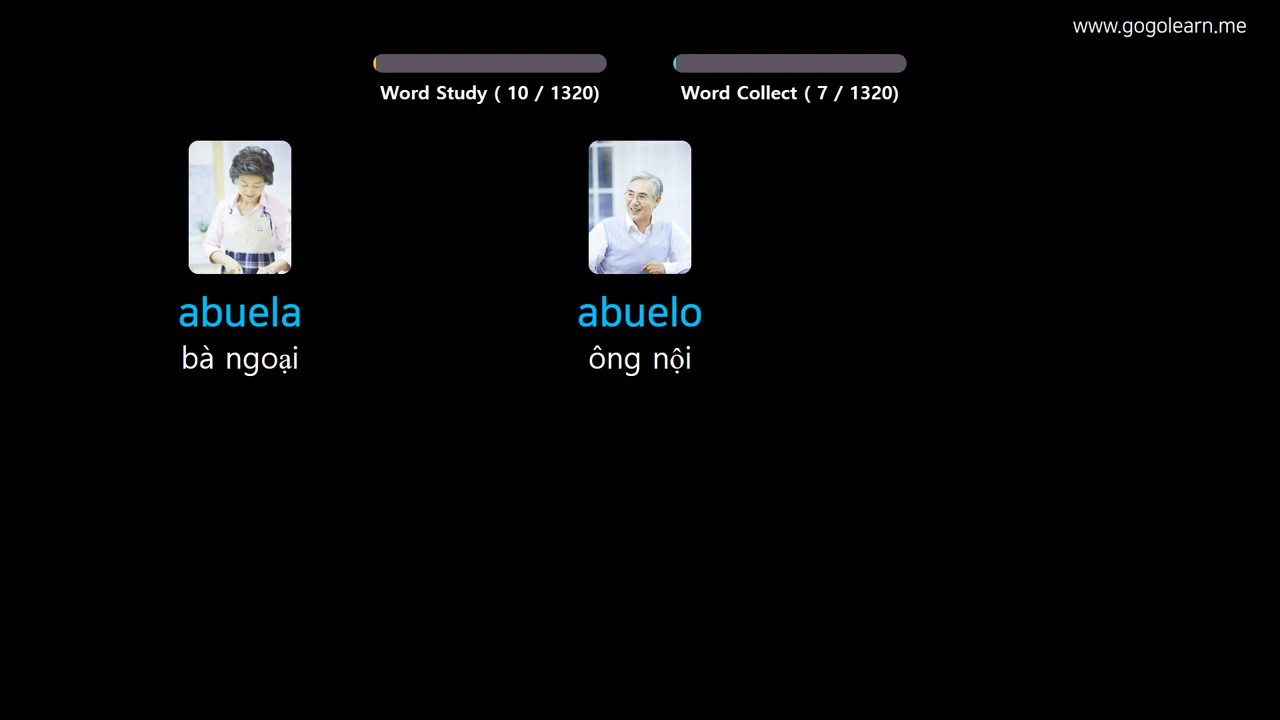 www.gogolearn.me
Word Study ( 10 / 1320)
Word Collect ( 7 / 1320)
abuela
bà ngoại
abuelo
ông nội